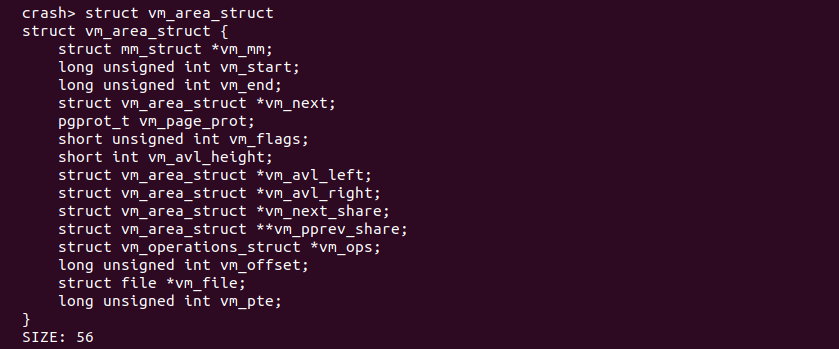 crash> struct vm_area_struct
struct vm_area_struct {
    struct mm_struct *vm_mm;
    long unsigned int vm_start;
    long unsigned int vm_end;
    struct vm_area_struct *vm_next;
    pgprot_t vm_page_prot;
    short unsigned int vm_flags;
    short int vm_avl_height;
    struct vm_area_struct *vm_avl_left;
    struct vm_area_struct *vm_avl_right;
    struct vm_area_struct *vm_next_share;
    struct vm_area_struct **vm_pprev_share;
    struct vm_operations_struct *vm_ops;
    long unsigned int vm_offset;
    struct file *vm_file;
    long unsigned int vm_pte;
}
SIZE: 56